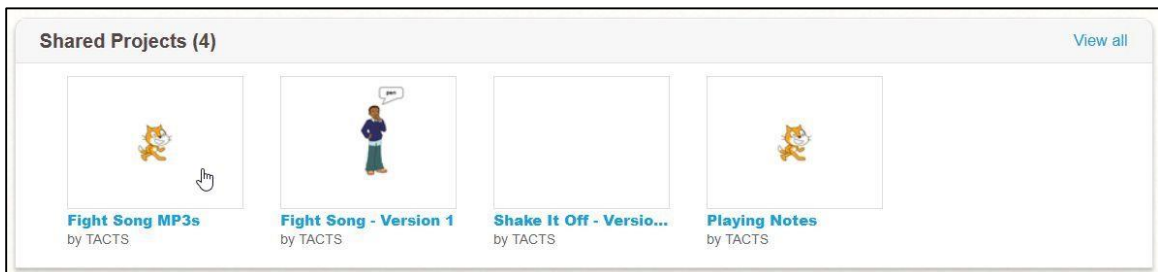 Shared Projects (4)
View all
Fight Song MP3s
by TACTS
Fight Song - Version 1
by TACTS
Shake It Off - Versio...
by TACTS
Playing Notes
by TACTS